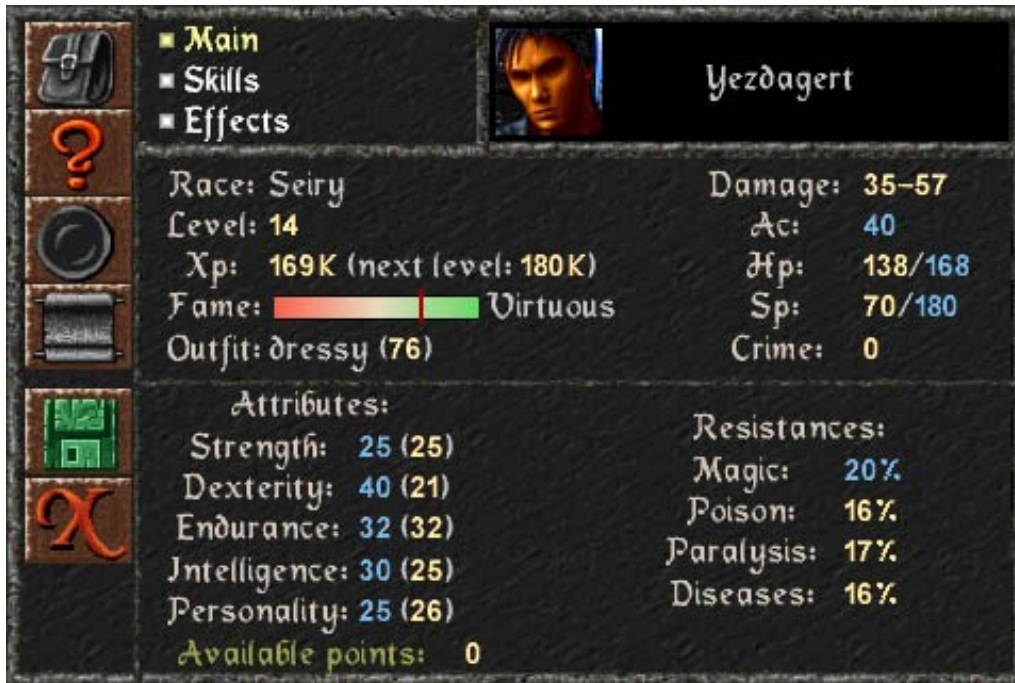 Main
Skills
Effects
Yezdagert
Race: Seiry
Level: 14
Xp: 169K (next level: 180K)
Fame: Virtuous
Outfit: dressy (76)
Damage: 35-57
Ac: 40
Hp: 138/168
Sp: 70/180
Crime: 0
Attributes:
Strength: 25 (25)
Dexterity: 40 (21)
Endurance: 32 (32)
Intelligence: 30 (25)
Personality: 25 (26)
Available points: 0
Resistances:
Magic: 20%
Poison: 16%
Paralysis: 17%
Diseases: 16%